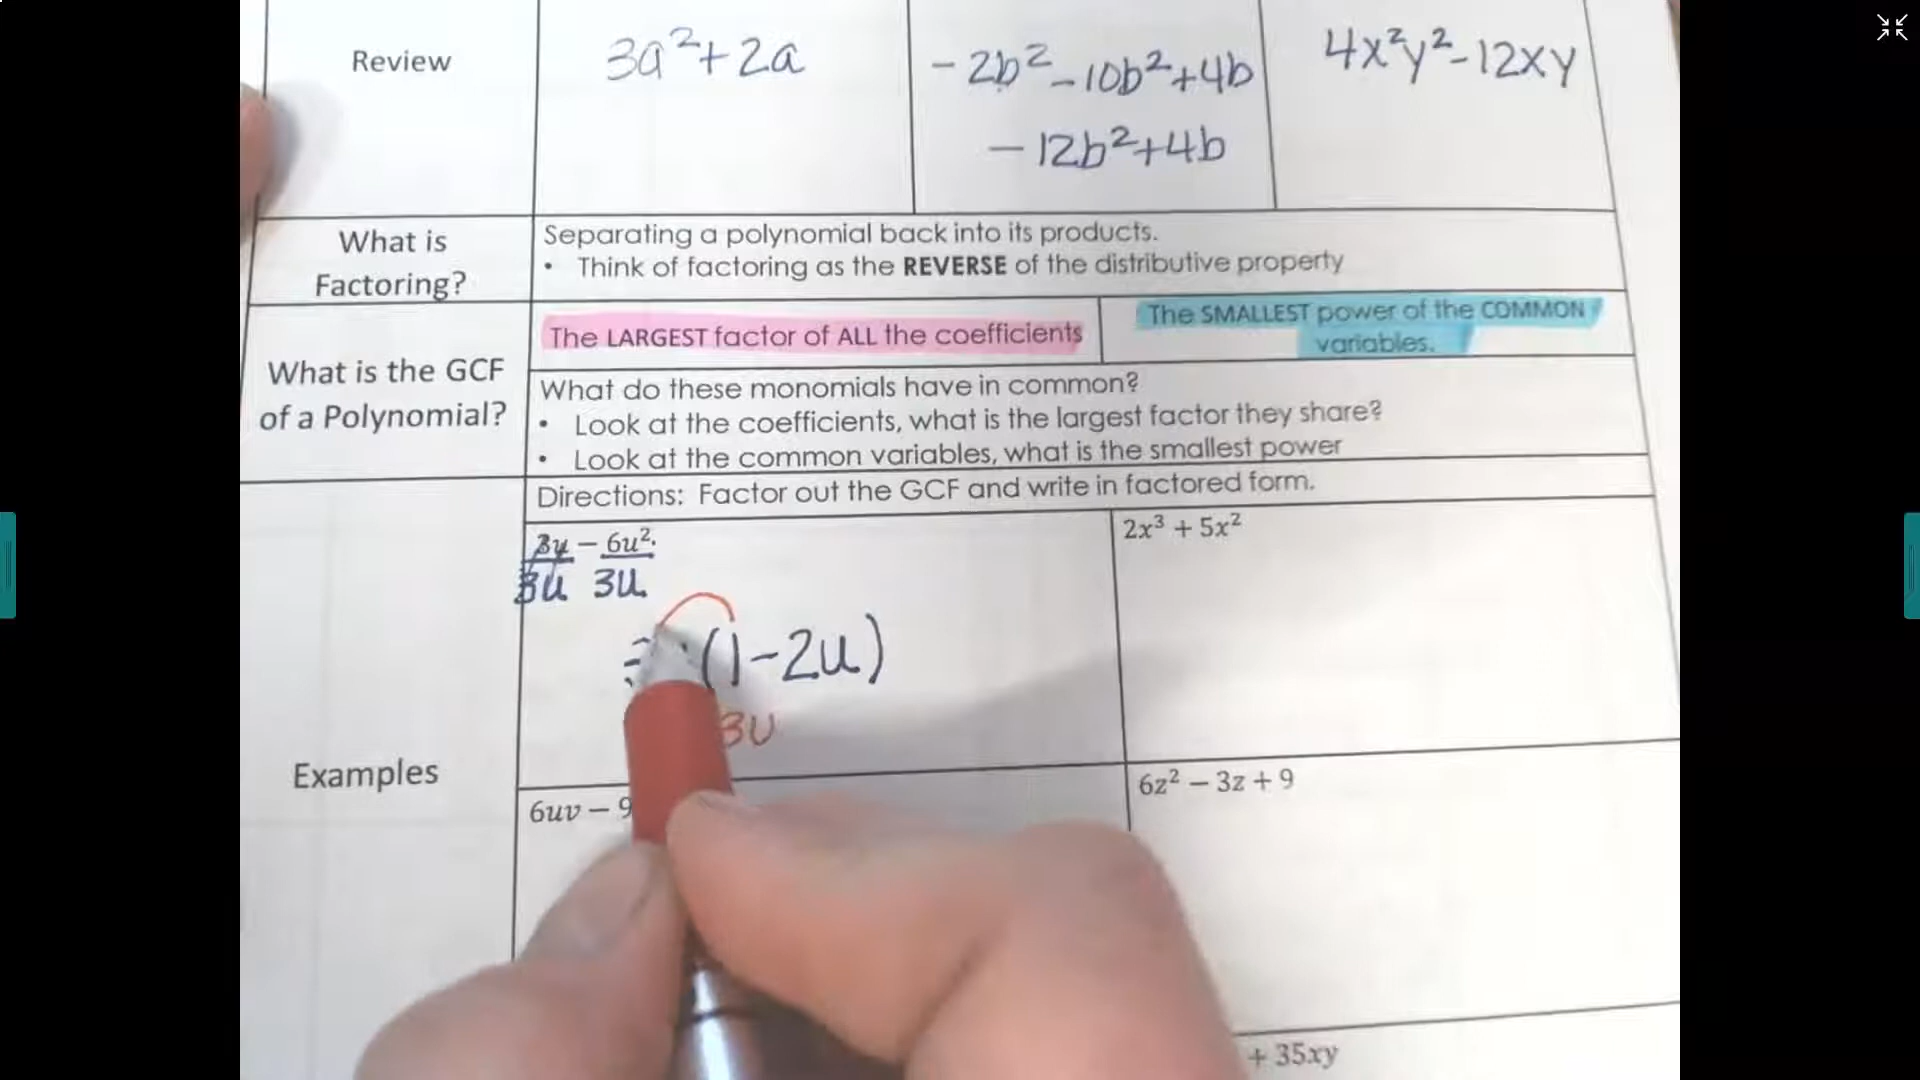 Review
3a²+2a
-2b²-10b²+4b
-12b²+4b
4x²y²-12xy
What is
Factoring?
Separating a polynomial back into its products.
• Think of factoring as the REVERSE of the distributive property
What is the GCF
of a Polynomial?
The LARGEST factor of ALL the coefficients
The SMALLEST power of the COMMON
variables.
What do these monomials have in common?
• Look at the coefficients, what is the largest factor they share?
• Look at the common variables, what is the smallest power
Examples
Directions: Factor out the GCF and write in factored form.
3u − 6u².
3u 3u
(1-2u)
3u
2x³ + 5x²
6uv − 9
6z² − 3z + 9
+ 35xy